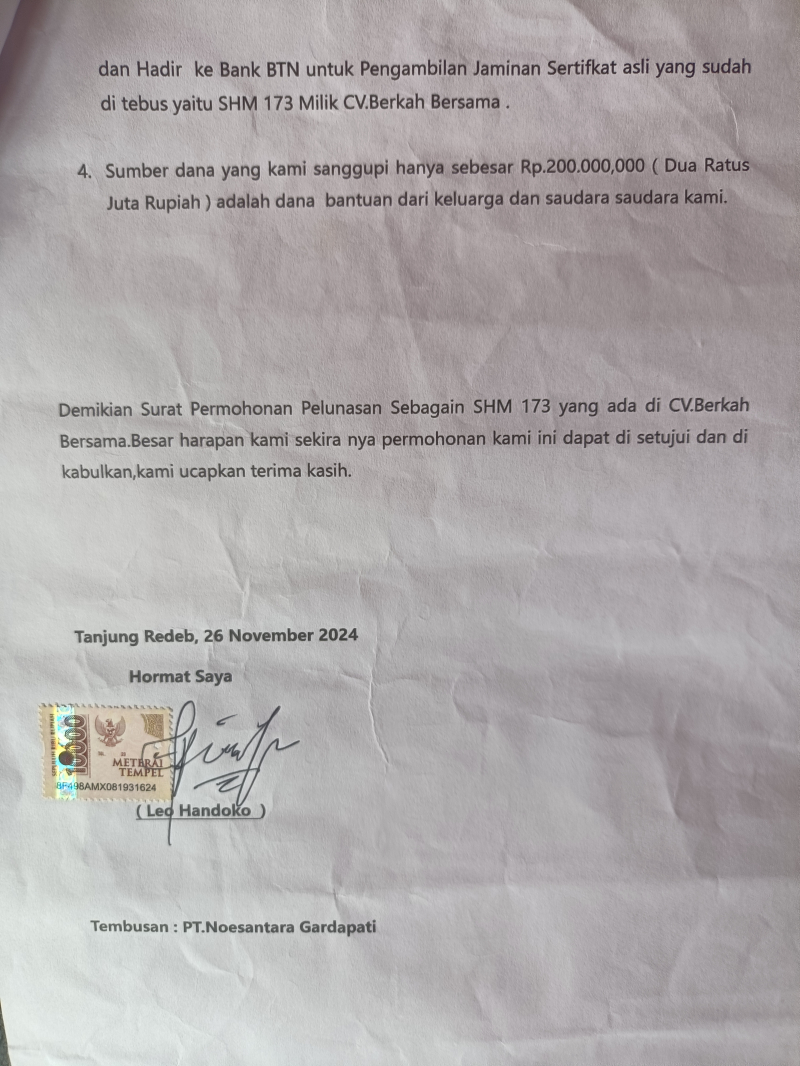 dan Hadir ke Bank BTN untuk Pengambilan Jaminan Sertifkat asli yang sudah
di tebus yaitu SHM 173 Milik CV.Berkah Bersama .
4. Sumber dana yang kami sanggupi hanya sebesar Rp.200.000,000 ( Dua Ratus
Juta Rupiah ) adalah dana bantuan dari keluarga dan saudara saudara kami.
Demikian Surat Permohonan Pelunasan Sebagain SHM 173 yang ada di CV.Berkah
Bersama.Besar harapan kami sekira nya permohonan kami ini dapat di setujui dan di
kabulkan,kami ucapkan terima kasih.
Tanjung Redeb, 26 November 2024
Hormat Saya
10000
METERAI
TEMPEL
8F498AMX081931624
( Leo Handoko )
Tembusan : PT.Noesantara Gardapati